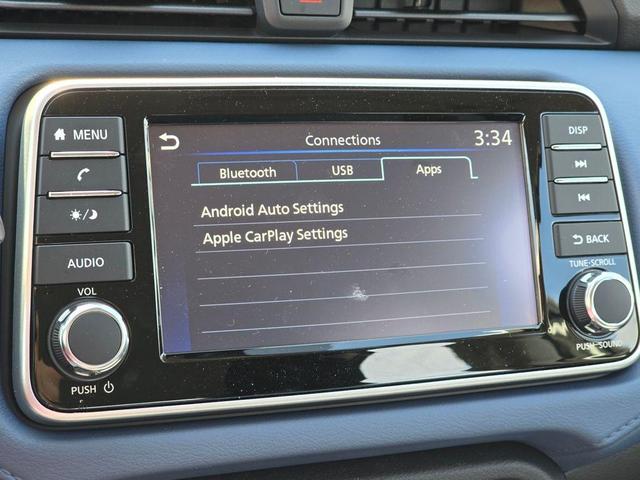 Connections
3:34
Bluetooth
USB
Apps
Android Auto Settings
Apple CarPlay Settings
MENU
AUDIO
VOL
PUSH
DISP
BACK
TUNE·SCROLL
PUSH·SOUND